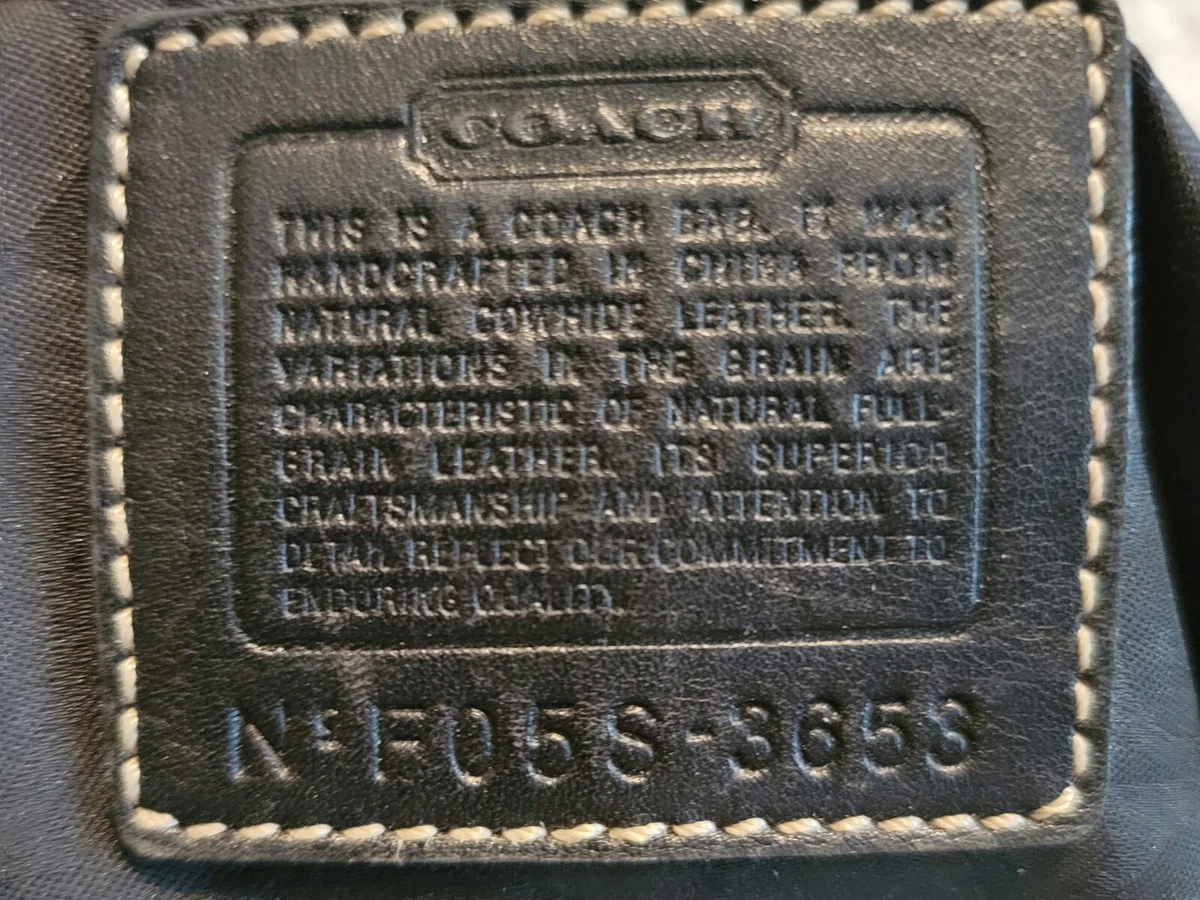 COACH
THIS IS A COACH BAG. IT WAS
HANDCRAFTED IN CHINA FROM
NATURAL COWHIDE LEATHER. THE
VARIATIONS IN THE GRAIN ARE
CHARACTERISTIC OF NATURAL FULL-
GRAIN LEATHER. ITS SUPERIOR
CRAFTSMANSHIP AND ATTENTION TO
DETAIL REFLECT OUR COMMITMENT TO
ENDURING QUALITY.
Nº F05S-3653